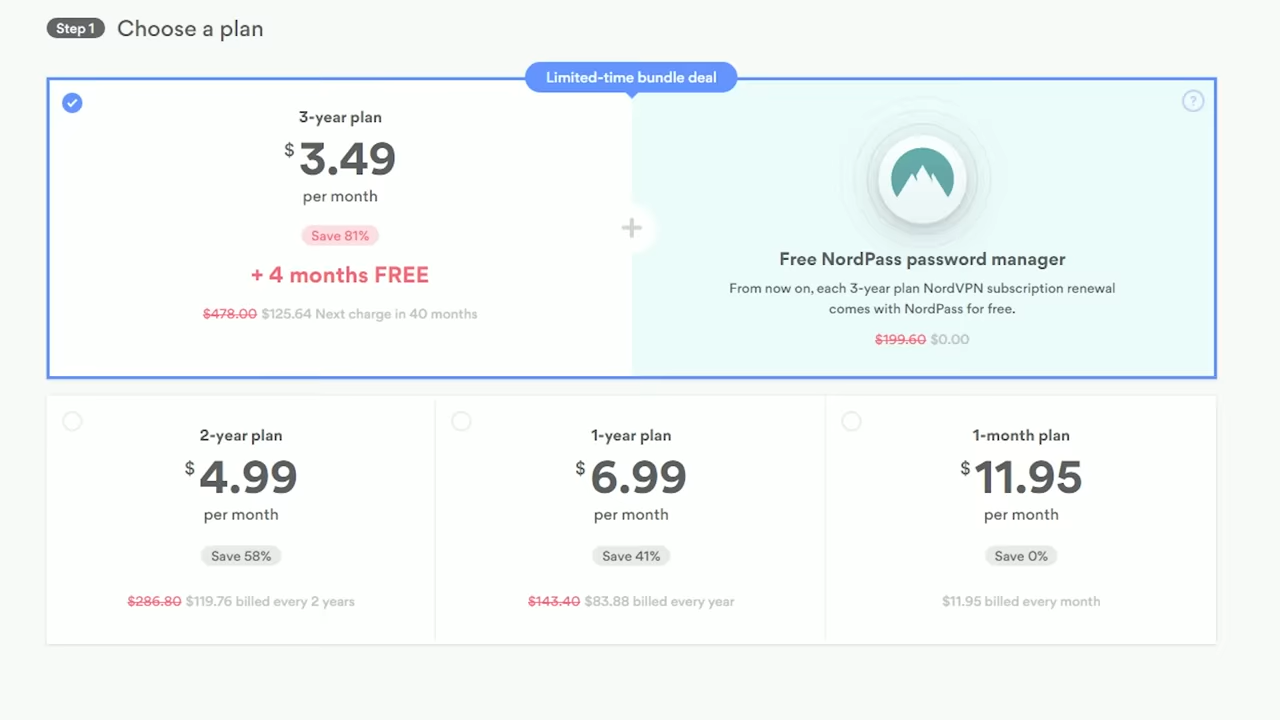 Step 1 Choose a plan
Limited-time bundle deal
3-year plan
$3.49
per month
Save 81%
+ 4 months FREE
$478.00 $125.64 Next charge in 40 months
+
?
Free NordPass password manager
From now on, each 3-year plan NordVPN subscription renewal
comes with NordPass for free.
$199.60 $0.00
2-year plan
$4.99
per month
Save 58%
$286.80 $119.76 billed every 2 years
1-year plan
$6.99
per month
Save 41%
$143.40 $83.88 billed every year
1-month plan
$11.95
per month
Save 0%
$11.95 billed every month